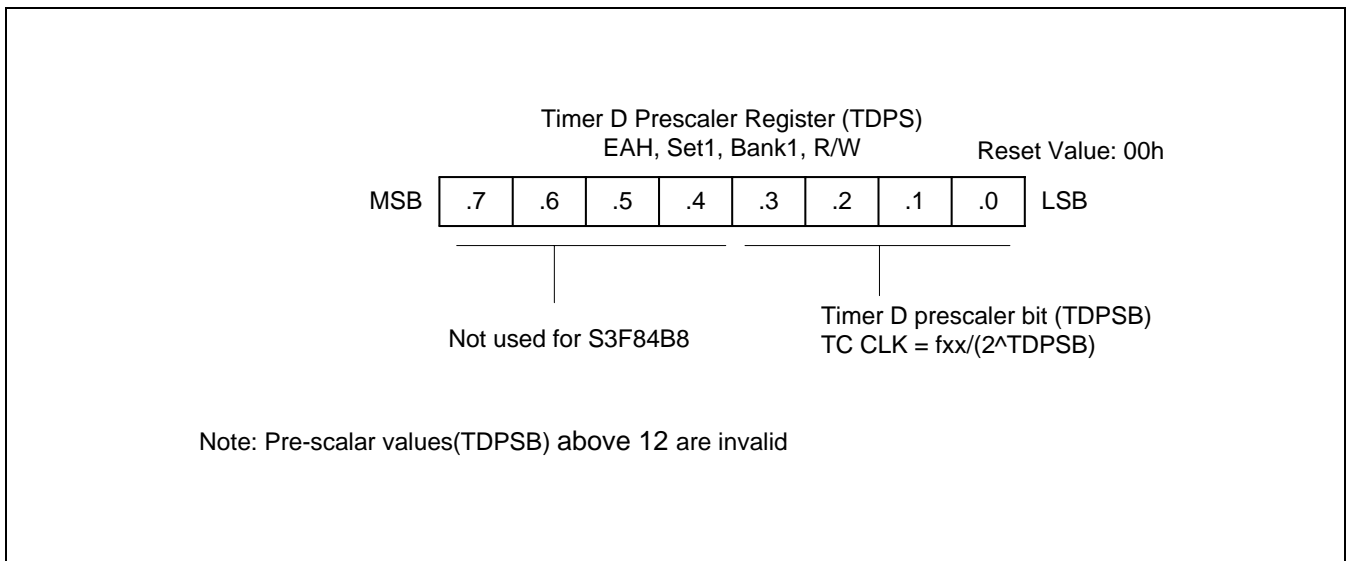 Timer D Prescaler Register (TDPS)
EAH, Set1, Bank1, R/W
Reset Value: 00h
MSB .7 .6 .5 .4 .3 .2 .1 .0 LSB
Not used for S3F84B8
Timer D prescaler bit (TDPSB)
TC CLK = fxx/(2^TDPSB)
Note: Pre-scalar values(TDPSB) above 12 are invalid